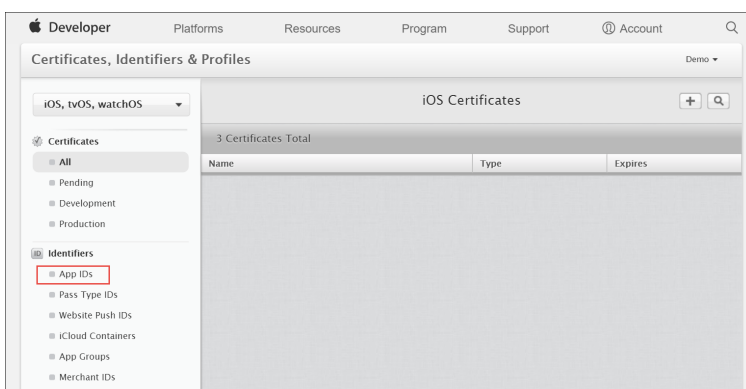 Developer Platforms Resources Program Support Account
Certificates, Identifiers & Profiles Demo
iOS, tvOS, watchOS
iOS Certificates
Certificates
3 Certificates Total
All
Name Type Expires
Pending
Development
Production
ID Identifiers
App IDs
Pass Type IDs
Website Push IDs
iCloud Containers
App Groups
Merchant IDs